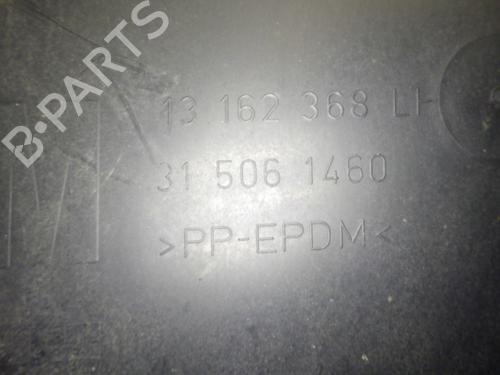 B-PARTS
13 162 368 LH
31 506 1460
>PP-EPDM<